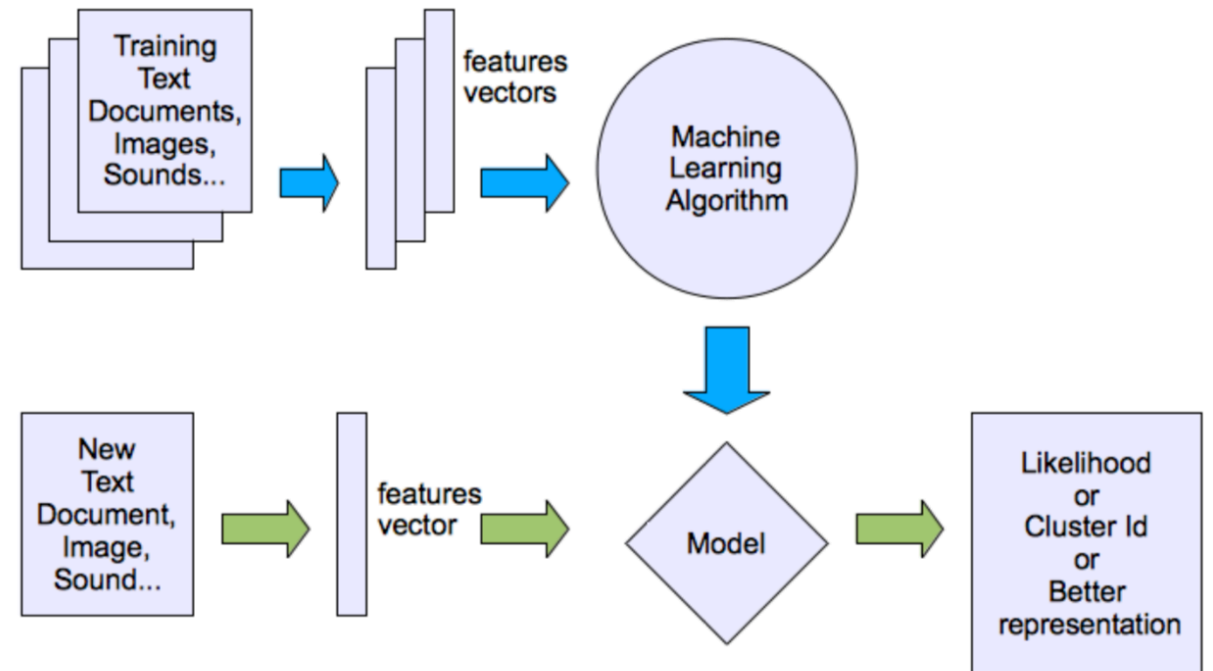 Training
Text
Documents,
Images,
Sounds...
features
vectors
Machine
Learning
Algorithm
New
Text
Document,
Image,
Sound...
features
vector
Model
Likelihood
or
Cluster Id
or
Better
representation